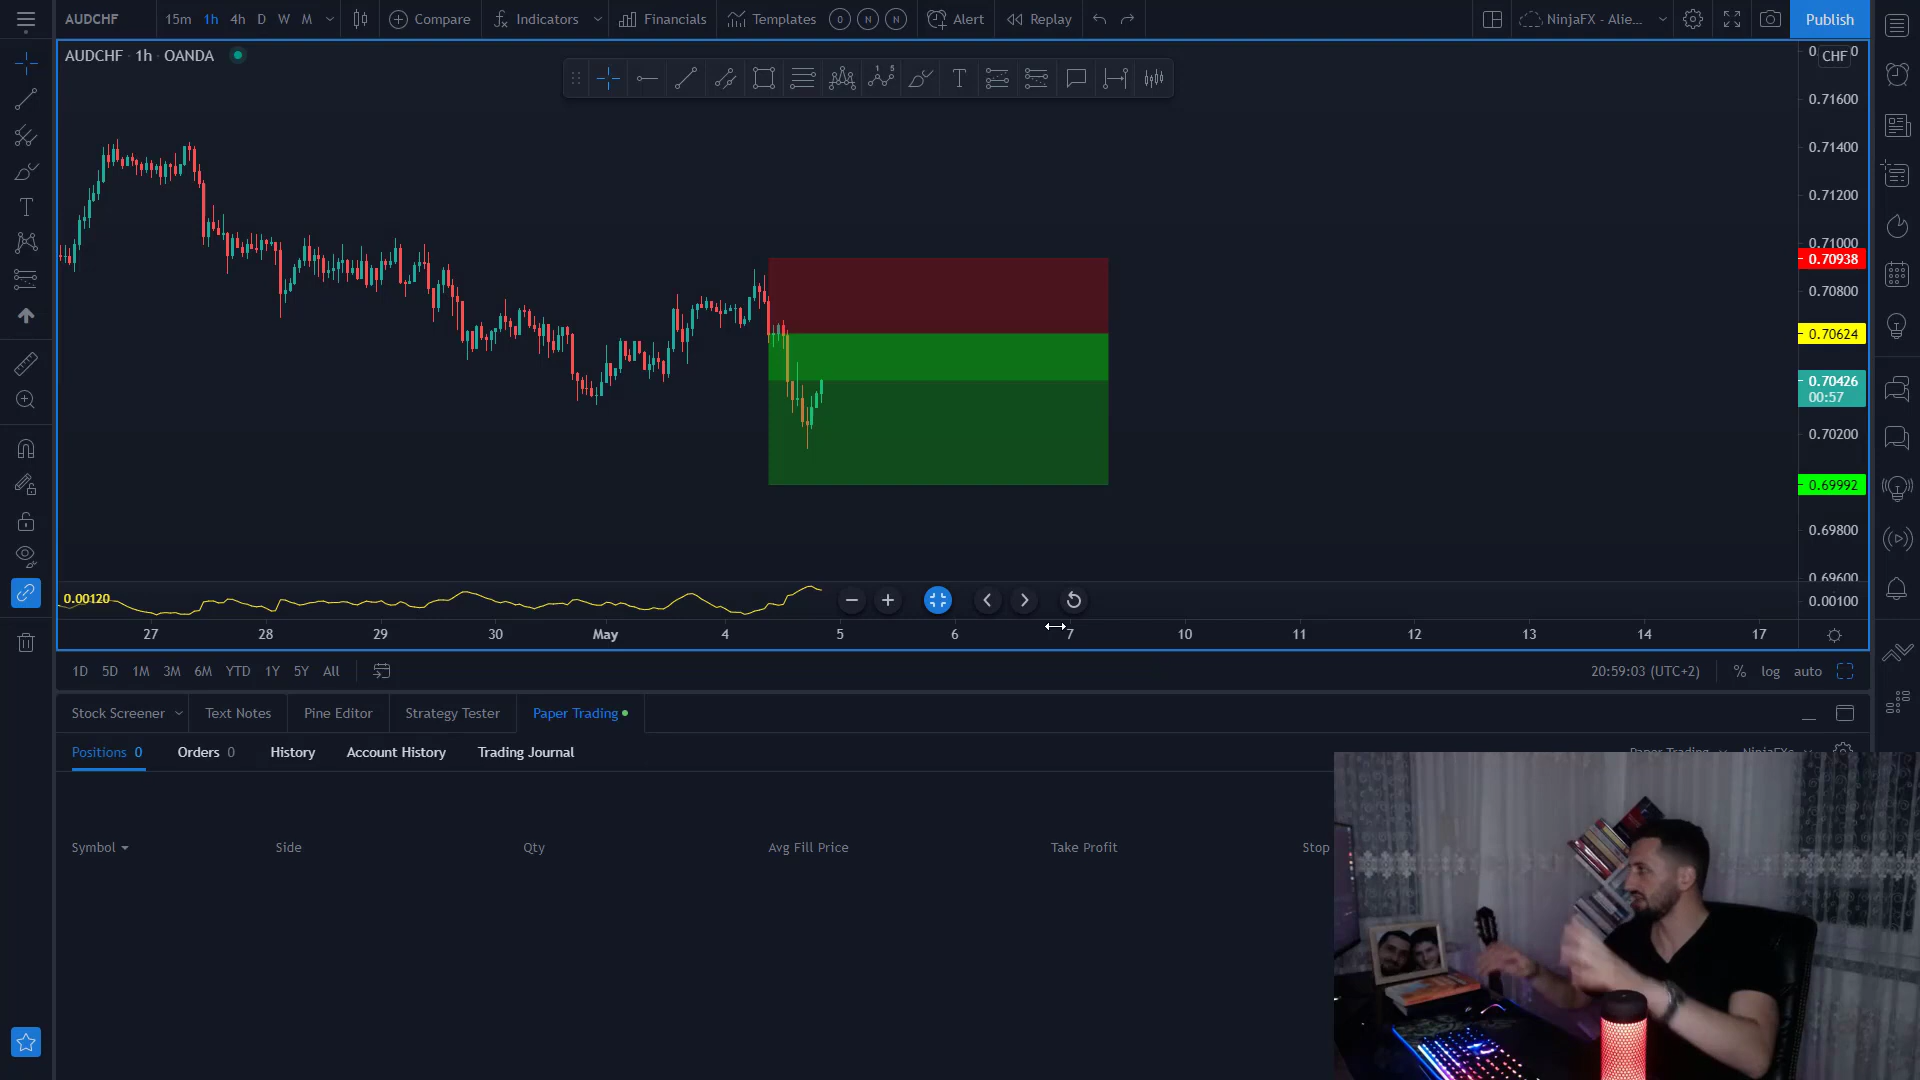 AUDCHF 15m 1h 4h D W M Compare Indicators Financials Templates O N N Alert Replay NinjaFX - Alie... Publish
AUDCHF · 1h · OANDA
CHF
0.71600
0.71400
0.71200
0.71000
0.70938
0.70800
0.70624
0.70426
00:57
0.70200
0.69992
0.69800
0.69600
0.00120
0.00100
27 28 29 30 May 4 5 6 7 10 11 12 13 14 17
1D 5D 1M 3M 6M YTD 1Y 5Y All 20:59:03 (UTC+2) % log auto
Stock Screener Text Notes Pine Editor Strategy Tester Paper Trading
Positions 0 Orders 0 History Account History Trading Journal Paper Trading
Symbol Side Qty Avg Fill Price Take Profit Stop